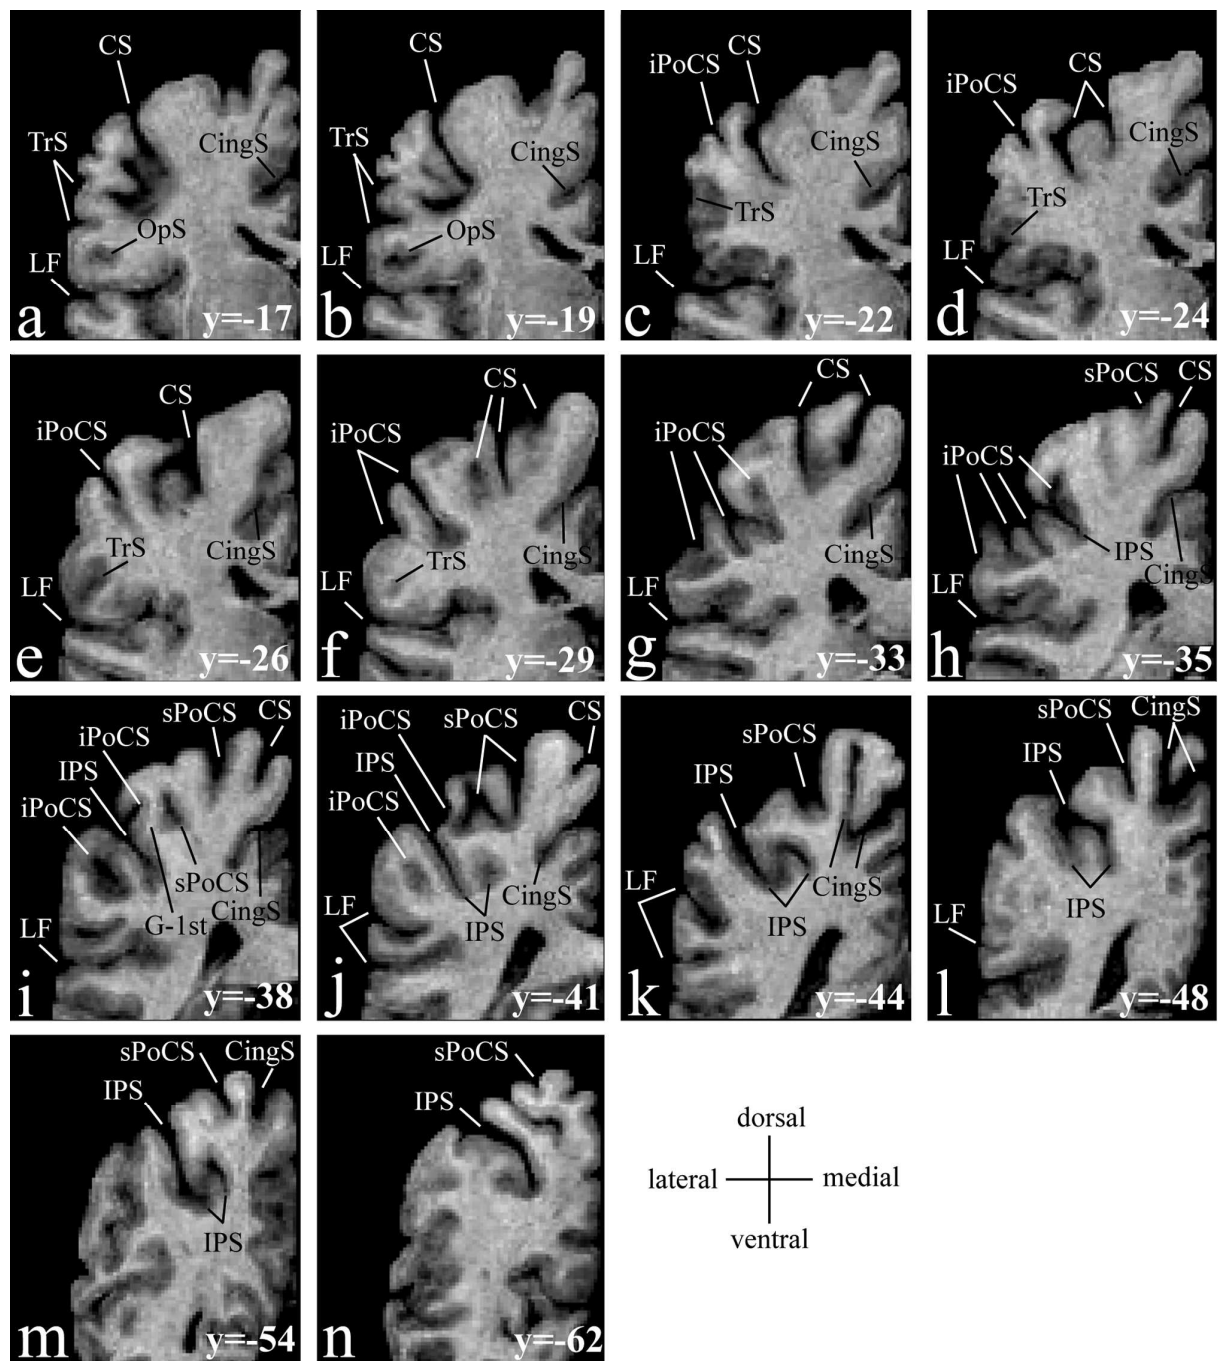 CS
TrS
CingS
OpS
LF
a
y=-17
CS
TrS
CingS
OpS
LF
b
y=-19
CS
iPoCS
CingS
TrS
LF
c
y=-22
CS
iPoCS
CingS
TrS
LF
d
y=-24
CS
iPoCS
TrS
CingS
LF
e
y=-26
CS
iPoCS
TrS
CingS
LF
f
y=-29
CS
iPoCS
CingS
LF
g
y=-33
sPoCS CS
iPoCS
IPS
CingS
LF
h
y=-35
sPoCS CS
iPoCS
IPS
iPoCS
sPoCS
G-1st CingS
LF
i
y=-38
sPoCS CS
iPoCS
IPS
iPoCS
CingS
LF
IPS
j
y=-41
sPoCS
IPS
LF
CingS
IPS
k
y=-44
CingS
sPoCS
IPS
IPS
LF
l
y=-48
sPoCS CingS
IPS
IPS
m
y=-54
sPoCS
IPS
n
y=-62
dorsal
lateral medial
ventral